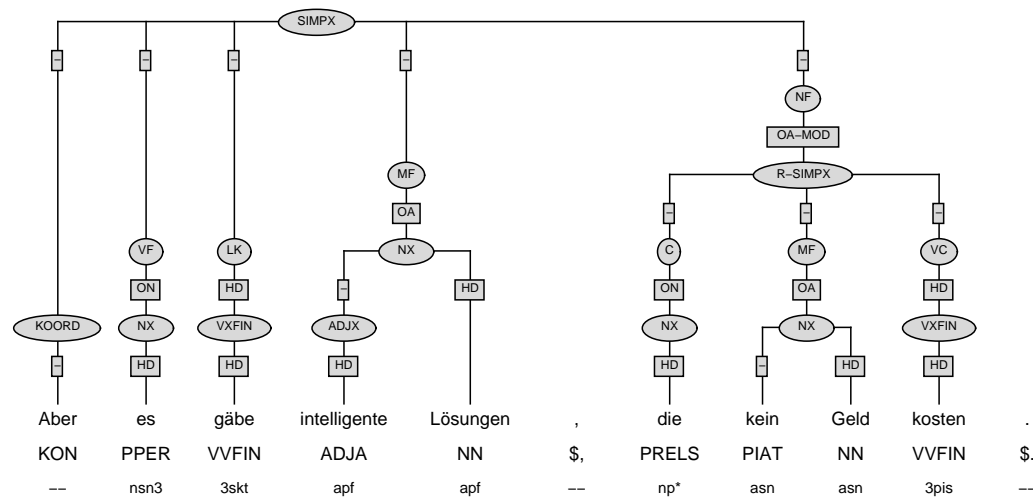 SIMPX
– – – – –
NF
OA–MOD
MF R–SIMPX
OA – – –
VF LK NX C MF VC
ON HD – HD ON OA HD
KOORD NX VXFIN ADJX NX NX VXFIN
– HD HD HD HD – HD HD
Aber es gäbe intelligente Lösungen , die kein Geld kosten .
KON PPER VVFIN ADJA NN $, PRELS PIAT NN VVFIN $.
–– nsn3 3skt apf apf –– np* asn asn 3pis ––